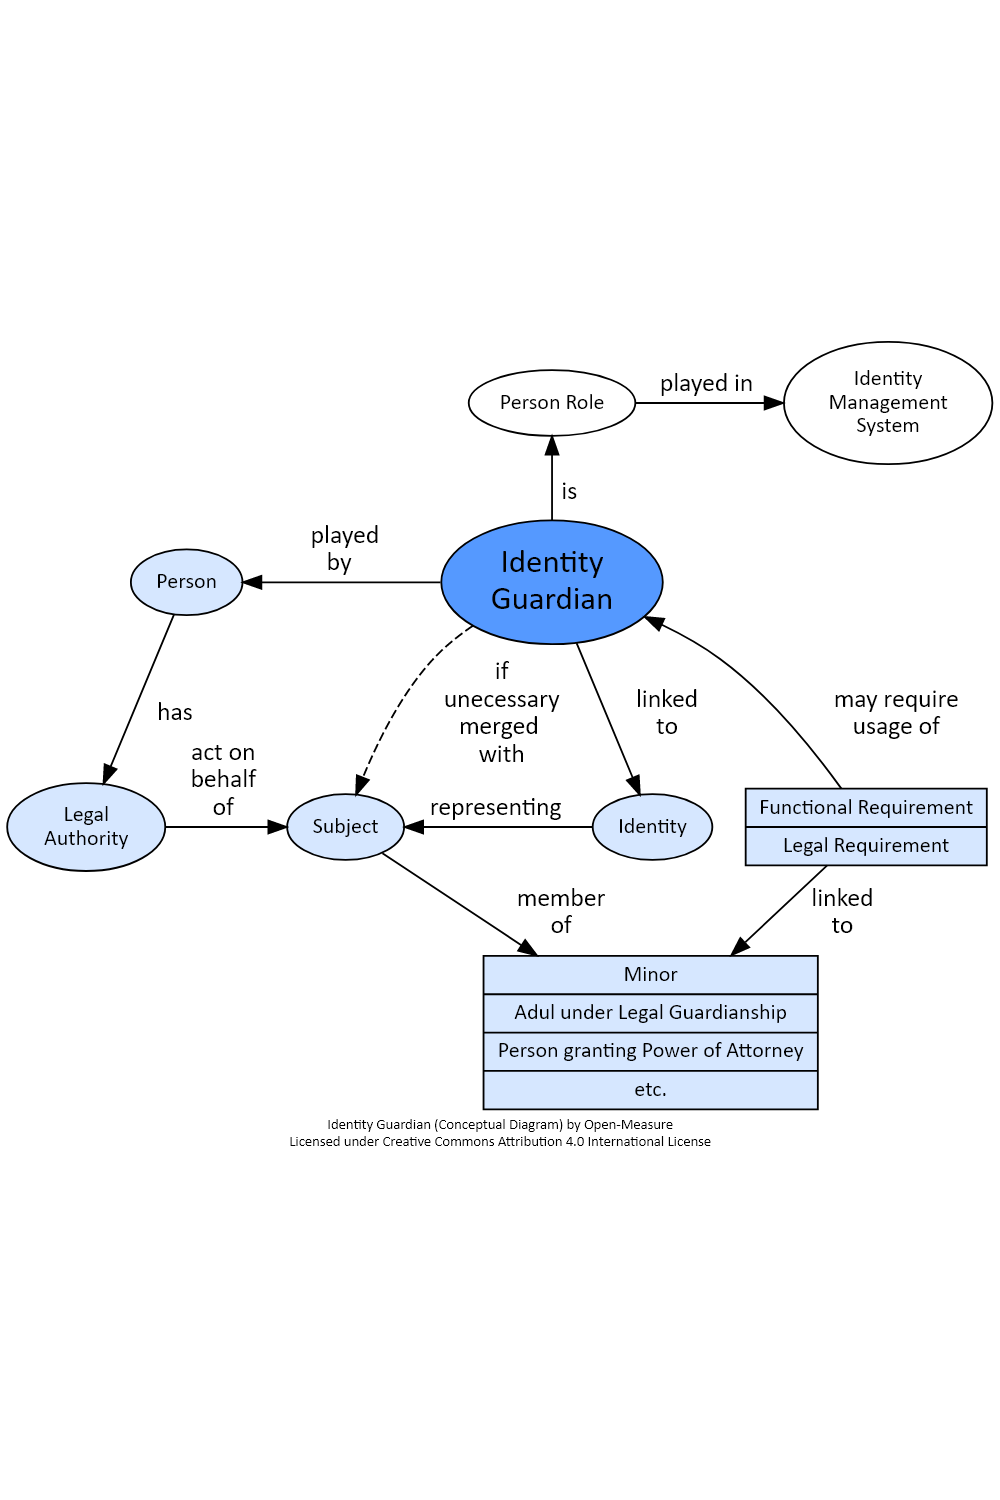 Identity
Management
System
played in
Person Role
is
played
by
Identity
Guardian
Person
if
unecessary
merged
with
linked
to
may require
usage of
has
act on
behalf
of
Legal
Authority
Subject
representing
Identity
Functional Requirement
Legal Requirement
member
of
linked
to
Minor
Adul under Legal Guardianship
Person granting Power of Attorney
etc.
Identity Guardian (Conceptual Diagram) by Open-Measure
Licensed under Creative Commons Attribution 4.0 International License